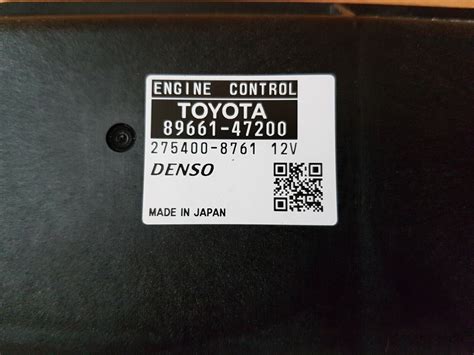 ENGINE CONTROL
TOYOTA
89661-47200
275400-8761 12V
DENSO
MADE IN JAPAN